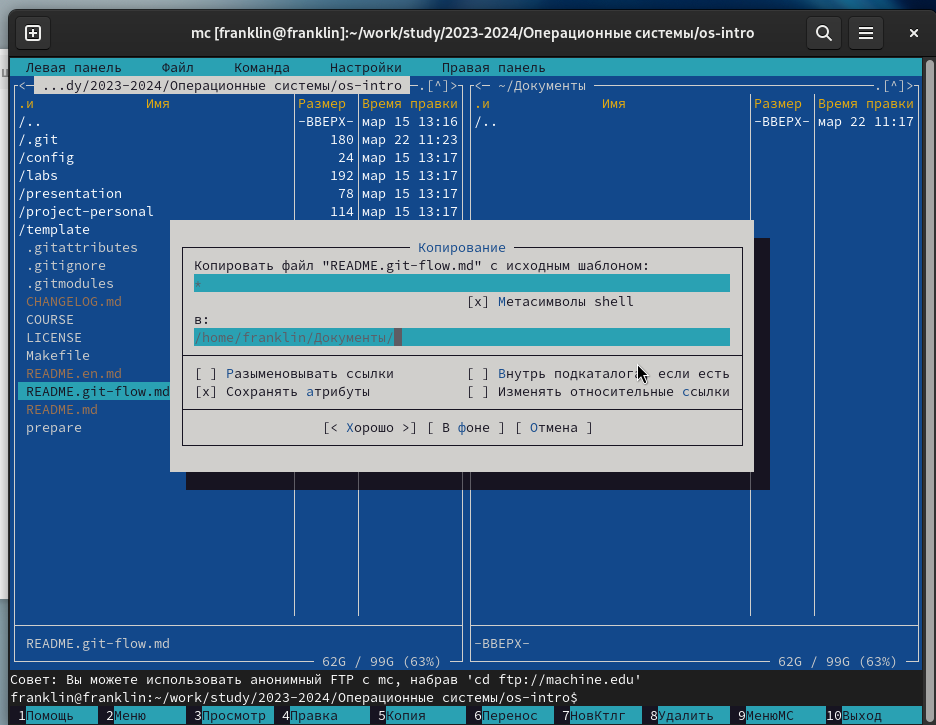 mc [franklin@franklin]:~/work/study/2023-2024/Операционные системы/os-intro
Левая панель Файл Команда Настройки Правая панель
<─ ...dy/2023-2024/Операционные системы/os-intro ─.[^]> <─ ~/Документы ─.[^]>
.и Имя Размер Время правки .и Имя Размер Время правки
/.. -ВВЕРХ- мар 15 13:16 /.. -ВВЕРХ- мар 22 11:17
/.git 180 мар 22 11:23
/config 24 мар 15 13:17
/labs 192 мар 15 13:17
/presentation 78 мар 15 13:17
/project-personal 114 мар 15 13:17
/template
.gitattributes
.gitignore
.gitmodules
CHANGELOG.md
COURSE
LICENSE
Makefile
README.en.md
README.git-flow.md
README.md
prepare
Копирование
Копировать файл "README.git-flow.md" с исходным шаблоном:
*
[x] Метасимволы shell
в:
/home/franklin/Документы/
[ ] Разыменовывать ссылки [ ] Внутрь подкаталога, если есть
[x] Сохранять атрибуты [ ] Изменять относительные ссылки
[< Хорошо >] [ В фоне ] [ Отмена ]
README.git-flow.md -ВВЕРХ-
62G / 99G (63%) 62G / 99G (63%)
Совет: Вы можете использовать анонимный FTP с mc, набрав 'cd ftp://machine.edu'
franklin@franklin:~/work/study/2023-2024/Операционные системы/os-intro$
1Помощь 2Меню 3Просмотр 4Правка 5Копия 6Перенос 7НовКтлг 8Удалить 9МенюMC 10Выход